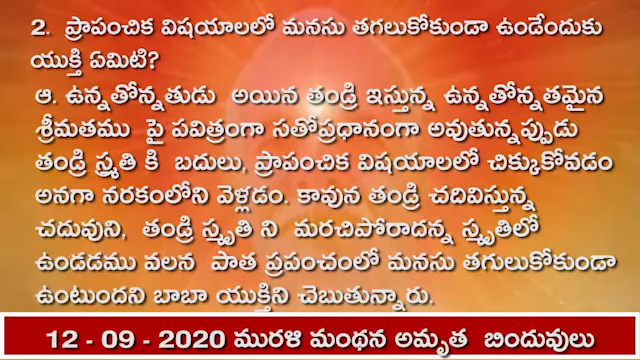 2. ప్రాపంచిక విషయాలలో మనసు తగలుకోకుండా ఉండేందుకు
యుక్తి ఏమిటి?
ఆ. ఉన్నతోన్నతుడు అయిన తండ్రి ఇస్తున్న ఉన్నతోన్నతమైన
శ్రీమతము పై పవిత్రంగా సతోప్రధానంగా అవుతున్నప్పుడు
తండ్రి స్మ్రతి కి బదులు, ప్రాపంచిక విషయాలలో చిక్కుకోవడం
అనగా నరకంలోని వెళ్లడం. కావున తండ్రి చదివిస్తున్న
చదువుని, తండ్రి స్మృతి ని మరచిపోరాదన్న స్మృతిలో
ఉండడము వలన పాత ప్రపంచంలో మనసు తగులుకోకుండా
ఉంటుందని బాబా యుక్తిని చెబుతున్నారు.
12 - 09 - 2020 మురళి మంథన అమృత బిందువులు